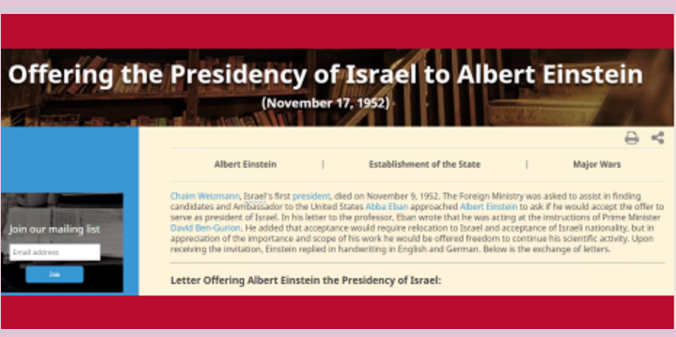 Offering the Presidency of Israel to Albert Einstein
(November 17, 1952)
Albert Einstein | Establishment of the State | Major Wars
Chaim Weizmann, Israel's first president, died on November 9, 1952. The Foreign Ministry was asked to assist in finding
candidates and Ambassador to the United States Abba Eban approached Albert Einstein to ask if he would accept the offer to
serve as president of Israel. In his letter to the professor, Eban wrote that he was acting at the instructions of Prime Minister
David Ben-Gurion. He added that acceptance would require relocation to Israel and acceptance of Israeli nationality, but in
appreciation of the importance and scope of his work he would be offered freedom to continue his scientific activity. Upon
receiving the invitation, Einstein replied in handwriting in English and German. Below is the exchange of letters.
Letter Offering Albert Einstein the Presidency of Israel:
Join our mailing list
Email address
Join